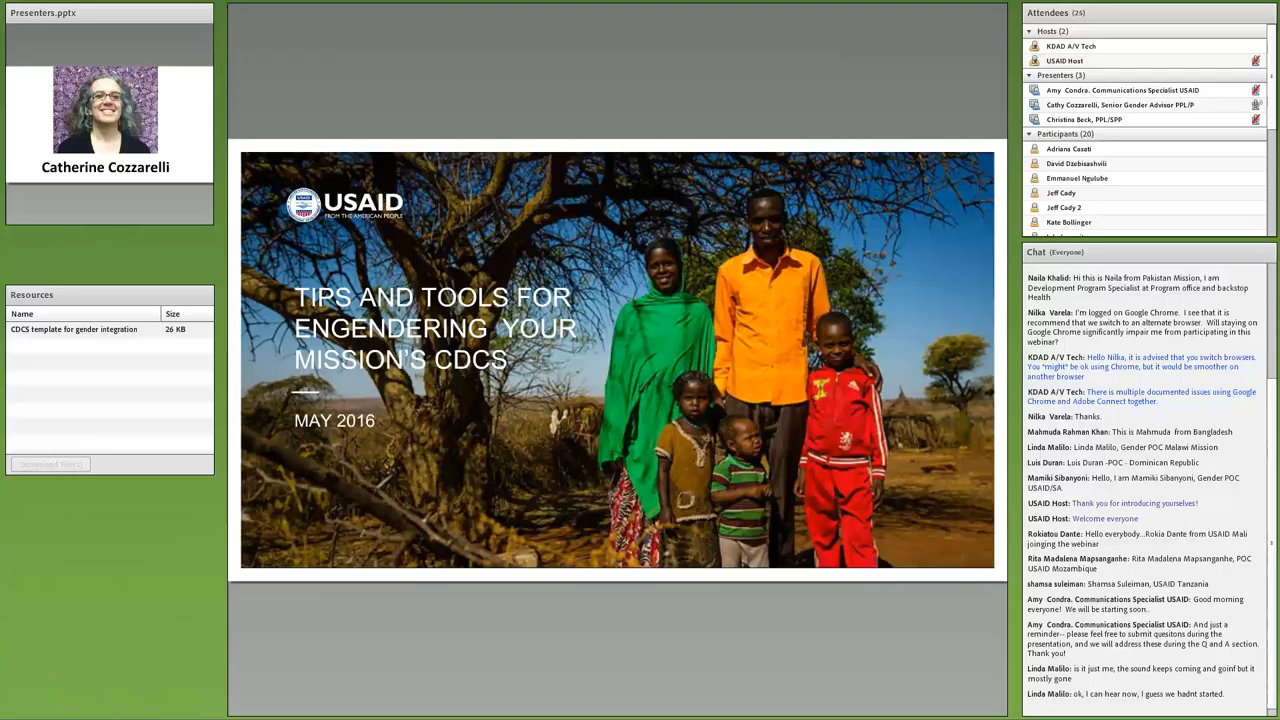 Presenters.pptx
Catherine Cozzarelli
Resources
Name Size
CDCS template for gender integration 26 KB
Download File(s)
USAID
FROM THE AMERICAN PEOPLE
TIPS AND TOOLS FOR
ENGENDERING YOUR
MISSION'S CDCS
MAY 2016
Attendees (25)
Hosts (2)
KDAD A/V Tech
USAID Host
Presenters (3)
Amy Condra. Communications Specialist USAID
Cathy Cozzarelli, Senior Gender Advisor PPL/P
Christina Beck, PPL/SPP
Participants (20)
Adriana Casati
David Dzebisashvili
Emmanuel Ngulube
Jeff Cady
Jeff Cady 2
Kate Bollinger
Chat (Everyone)
Naila Khalid: Hi this is Naila from Pakistan Mission, I am
Development Program Specialist at Program office and backstop
Health
Nilka Varela: I'm logged on Google Chrome. I see that it is
recommend that we switch to an alternate browser. Will staying on
Google Chrome significantly impair me from participating in this
webinar?
KDAD A/V Tech: Hello Nilka, it is advised that you switch browsers.
You *might* be ok using Chrome, but it would be smoother on
another browser
KDAD A/V Tech: There is multiple documented issues using Google
Chrome and Adobe Connect together.
Nilka Varela: Thanks.
Mahmuda Rahman Khan: This is Mahmuda from Bangladesh
Linda Malilo: Linda Malilo, Gender POC Malawi Mission
Luis Duran: Luis Duran -POC - Dominican Republic
Mamiki Sibanyoni: Hello, I am Mamiki Sibanyoni, Gender POC
USAID/SA.
USAID Host: Thank you for introducing yourselves!
USAID Host: Welcome everyone
Rokiatou Dante: Hello everybody...Rokia Dante from USAID Mali
joinging the webinar
Rita Madalena Mapsanganhe: Rita Madalena Mapsanganhe, POC
USAID Mozambique
shamsa suleiman: Shamsa Suleiman, USAID Tanzania
Amy Condra. Communications Specialist USAID: Good morning
everyone! We will be starting soon..
Amy Condra. Communications Specialist USAID: And just a
reminder-- please feel free to submit quesitons during the
presentation, and we will address these during the Q and A section.
Thank you!
Linda Malilo: is it just me, the sound keeps coming and goinf but it
mostly gone
Linda Malilo: ok, I can hear now, I guess we hadnt started.